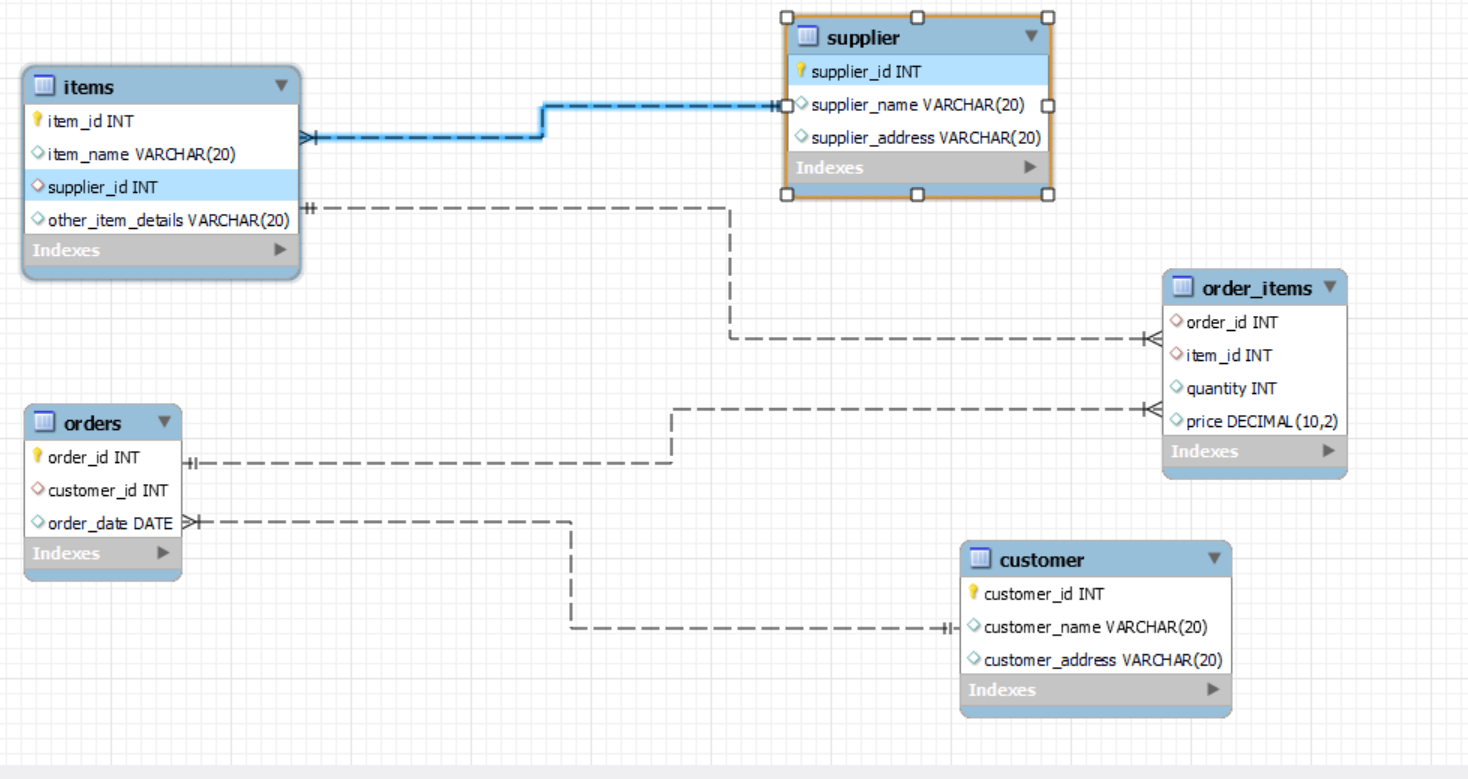 supplier
supplier_id INT
supplier_name VARCHAR(20)
supplier_address VARCHAR(20)
Indexes
items
item_id INT
item_name VARCHAR(20)
supplier_id INT
other_item_details VARCHAR(20)
Indexes
order_items
order_id INT
item_id INT
quantity INT
price DECIMAL(10,2)
Indexes
orders
order_id INT
customer_id INT
order_date DATE
Indexes
customer
customer_id INT
customer_name VARCHAR(20)
customer_address VARCHAR(20)
Indexes